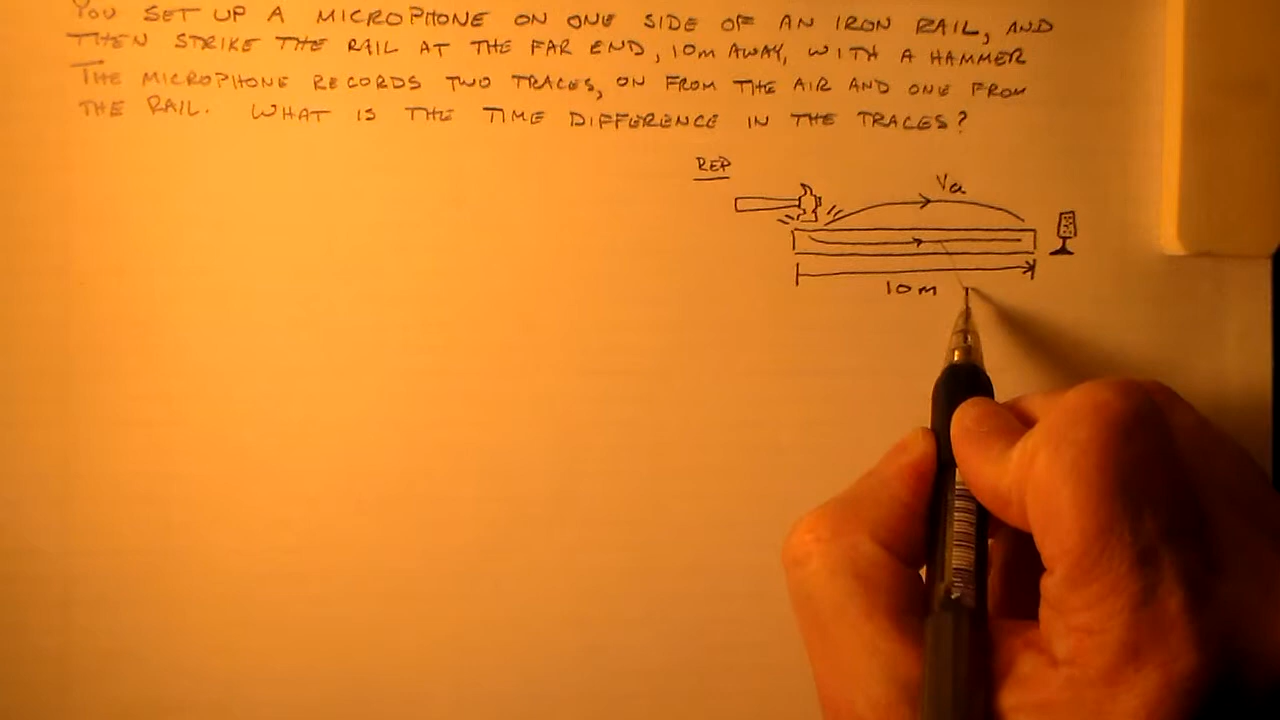 YOU SET UP A MICROPHONE ON ONE SIDE OF AN IRON RAIL, AND
THEN STRIKE THE RAIL AT THE FAR END, 10m AWAY, WITH A HAMMER
THE MICROPHONE RECORDS TWO TRACES, ON FROM THE AIR AND ONE FROM
THE RAIL. WHAT IS THE TIME DIFFERENCE IN THE TRACES?
REP
Va
10m